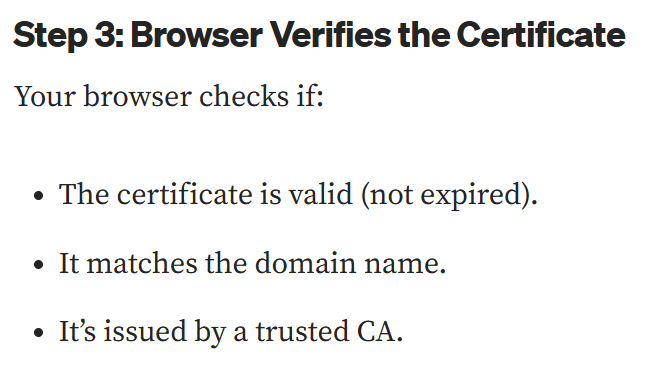 Step 3: Browser Verifies the Certificate
Your browser checks if:
• The certificate is valid (not expired).
• It matches the domain name.
• It’s issued by a trusted CA.